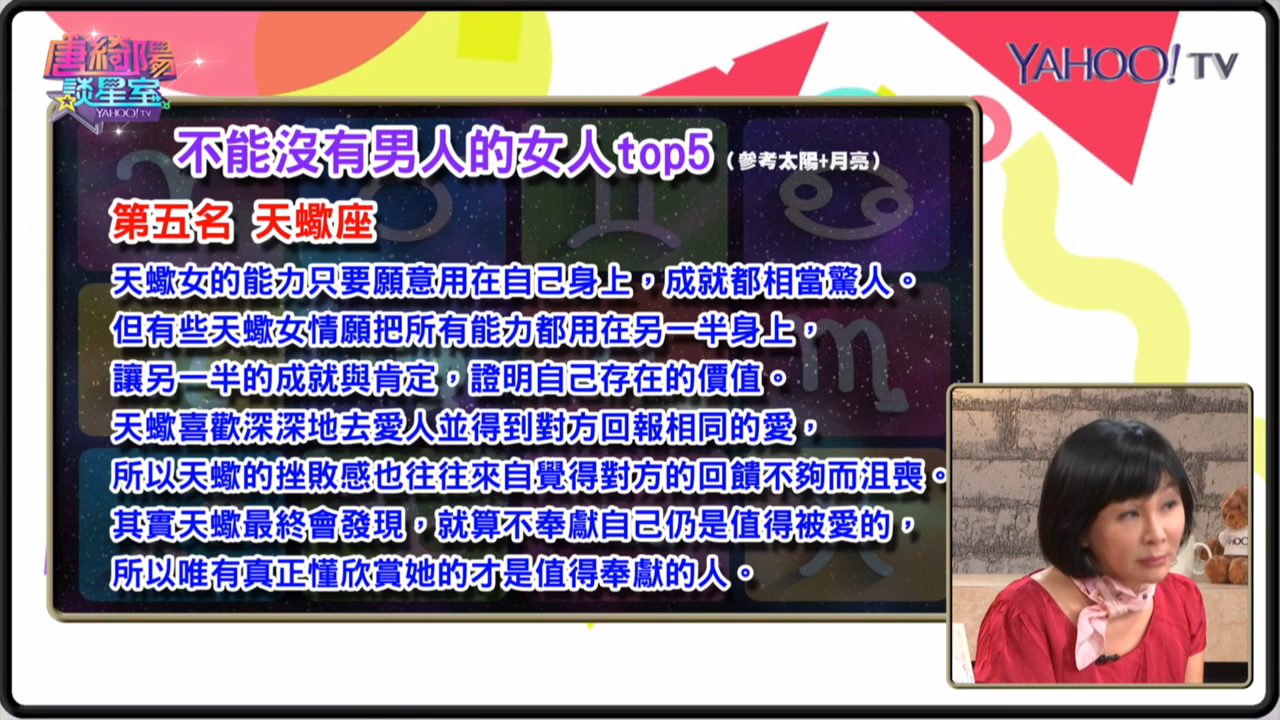 唐綺陽
談星室
YAHOO! TV
YAHOO! TV
不能沒有男人的女人top5(參考太陽+月亮)
第五名 天蠍座
天蠍女的能力只要願意用在自己身上，成就都相當驚人。
但有些天蠍女情願把所有能力都用在另一半身上，
讓另一半的成就與肯定，證明自己存在的價值。
天蠍喜歡深深地去愛人並得到對方回報相同的愛，
所以天蠍的挫敗感也往往來自覺得對方的回饋不夠而沮喪。
其實天蠍最終會發現，就算不奉獻自己仍是值得被愛的，
所以唯有真正懂欣賞她的才是值得奉獻的人。